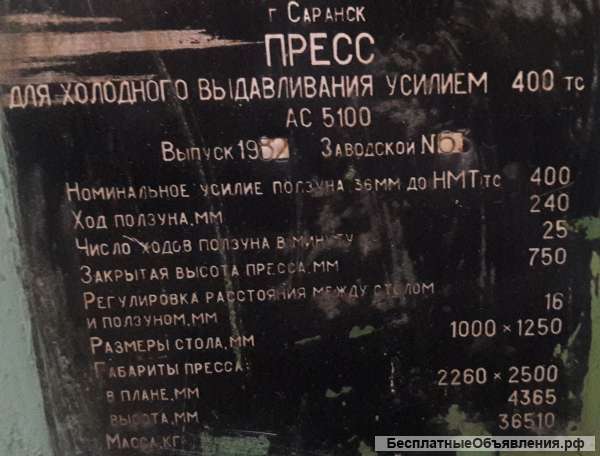 г Саранск
ПРЕСС
ДЛЯ ХОЛОДНОГО ВЫДАВЛИВАНИЯ УСИЛИЕМ 400 ТС
АС 5100
Выпуск 1982 Заводской N
Номинальное усилие ползуна 36мм до НМТ, тс 400
Ход ползуна, мм 240
Число ходов ползуна в минуту 25
Закрытая высота пресса, мм 750
Регулировка расстояния между столом
и ползуном, мм 16
Размеры стола, мм 1000 × 1250
Габариты пресса:
в плане, мм 2260 × 2500
высота, мм 4365
Масса, кг 36510
БесплатныеОбъявления.рф